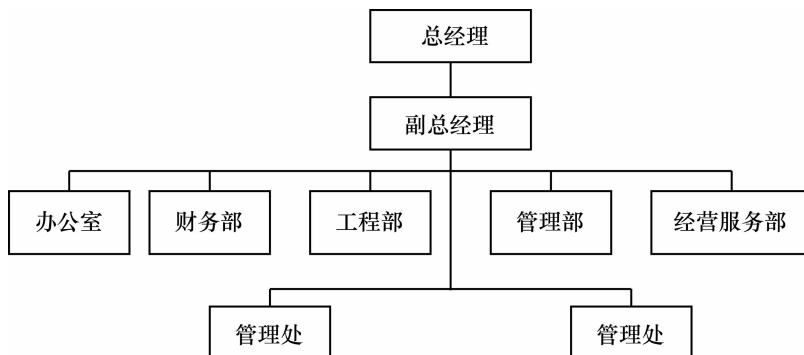 总经理
副总经理
办公室
财务部
工程部
管理部
经营服务部
管理处
管理处